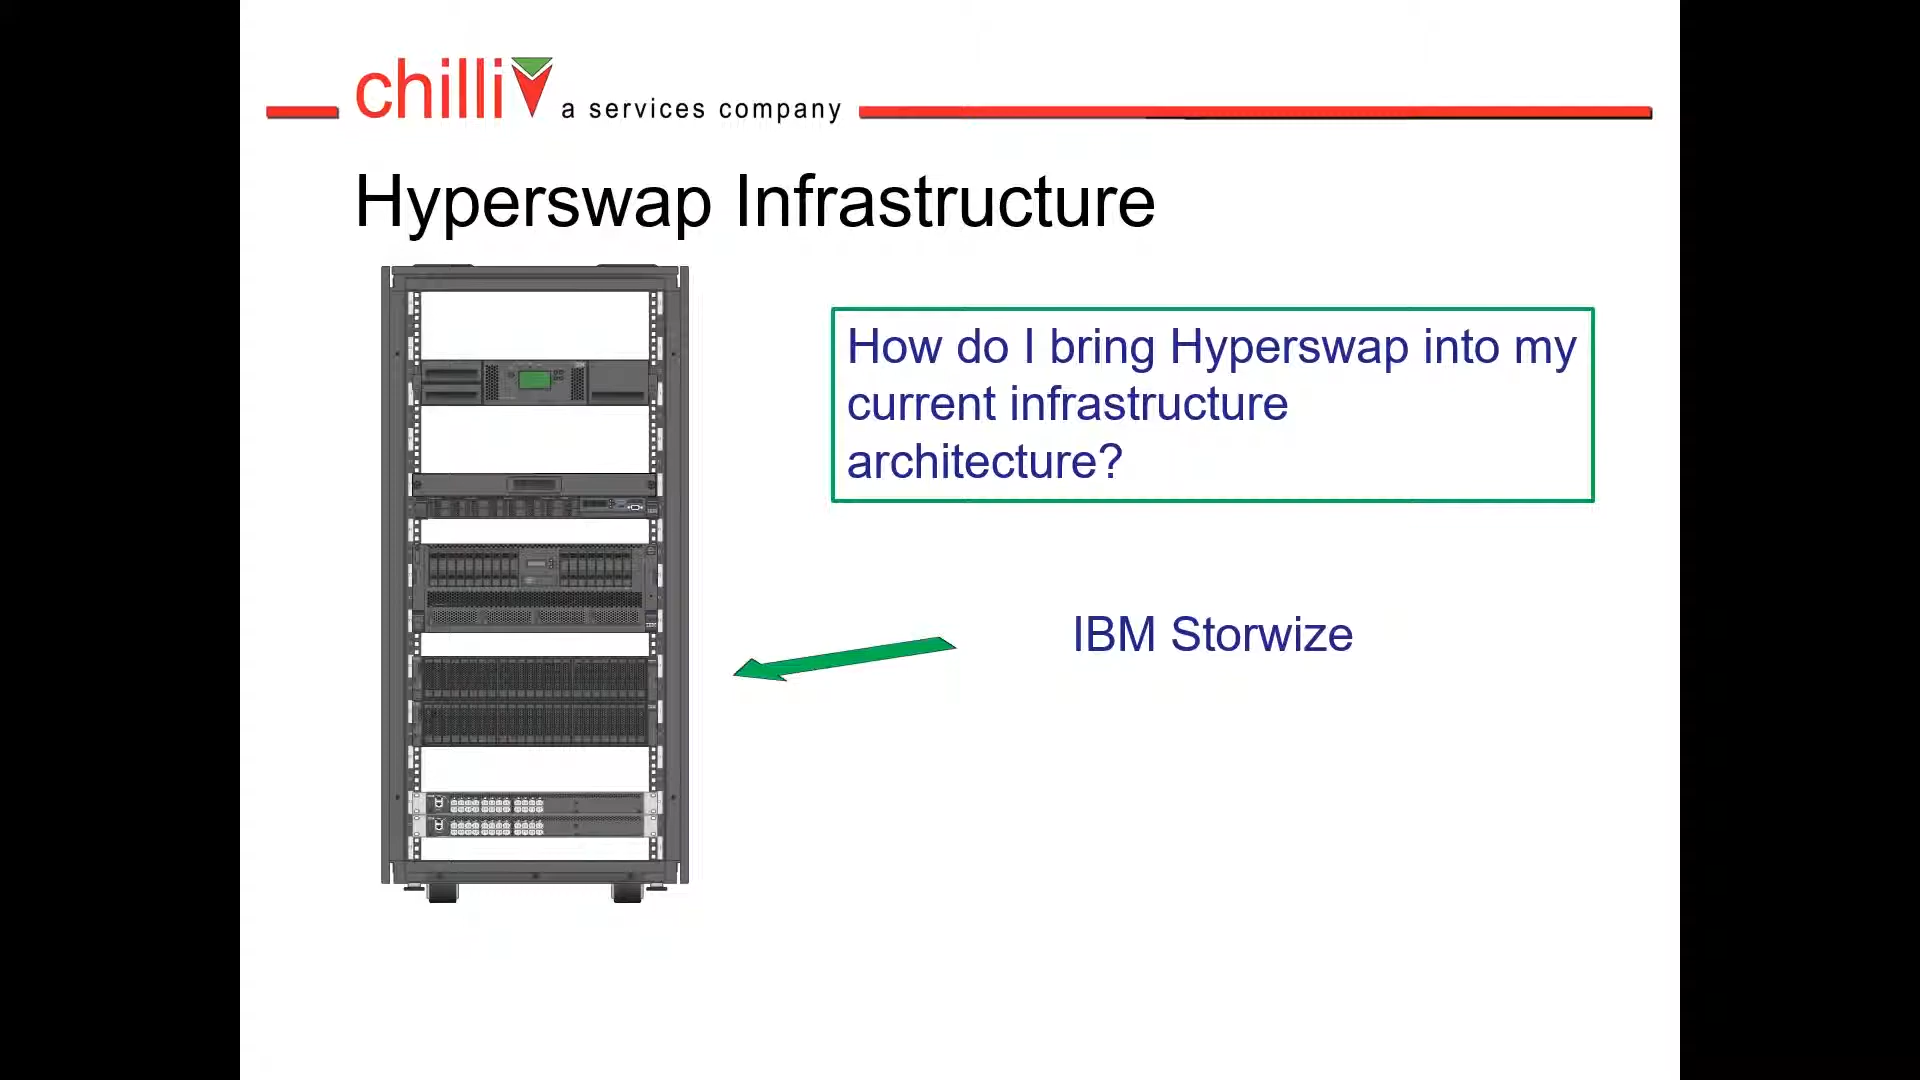 chilli
a services company
Hyperswap Infrastructure
How do I bring Hyperswap into my
current infrastructure
architecture?
IBM Storwize